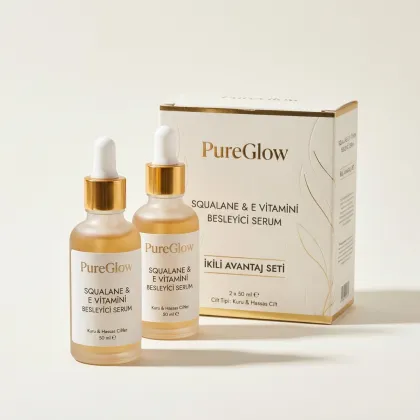 PureGlow
SQUALANE & E VİTAMİNİ
BESLEYİCİ SERUM
İKİLİ AVANTAJ SETİ
2 x 50 ml ℮
Cilt Tipi: Kuru & Hassas Cilt
PureGlow
SQUALANE &
E VİTAMİNİ
BESLEYİCİ SERUM
Kuru & Hassas Ciltler
50 ml ℮
PureGlow
SQUALANE &
E VİTAMİNİ
BESLEYİCİ SERUM
Kuru & Hassas Ciltler
50 ml ℮